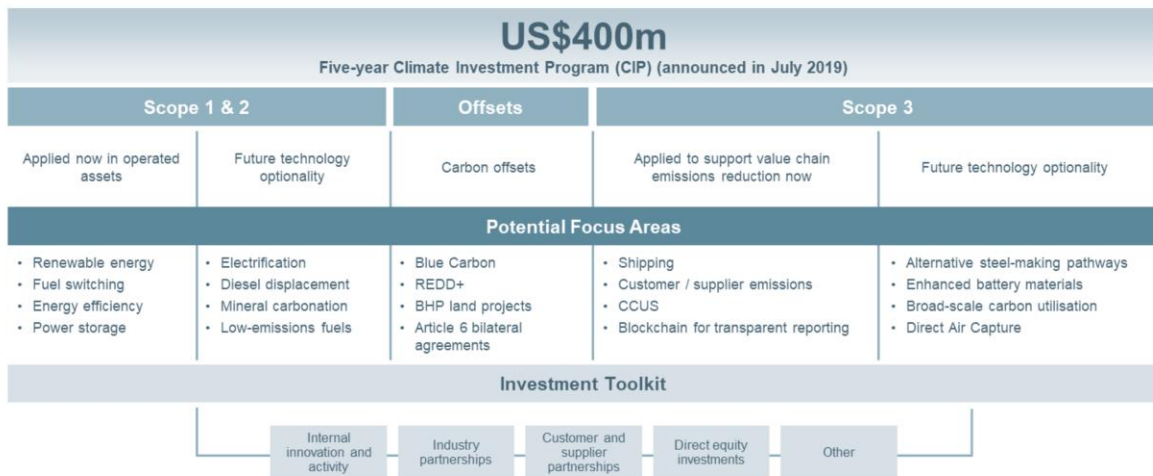 US$400m
Five-year Climate Investment Program (CIP) (announced in July 2019)
Scope 1 & 2
Offsets
Scope 3
Applied now in operated
assets
Future technology
optionality
Carbon offsets
Applied to support value chain
emissions reduction now
Future technology optionality
Potential Focus Areas
• Renewable energy
• Fuel switching
• Energy efficiency
• Power storage
• Electrification
• Diesel displacement
• Mineral carbonation
• Low-emissions fuels
• Blue Carbon
• REDD+
• BHP land projects
• Article 6 bilateral
agreements
• Shipping
• Customer / supplier emissions
• CCUS
• Blockchain for transparent reporting
• Alternative steel-making pathways
• Enhanced battery materials
• Broad-scale carbon utilisation
• Direct Air Capture
Investment Toolkit
Internal
innovation and
activity
Industry
partnerships
Customer and
supplier
partnerships
Direct equity
investments
Other